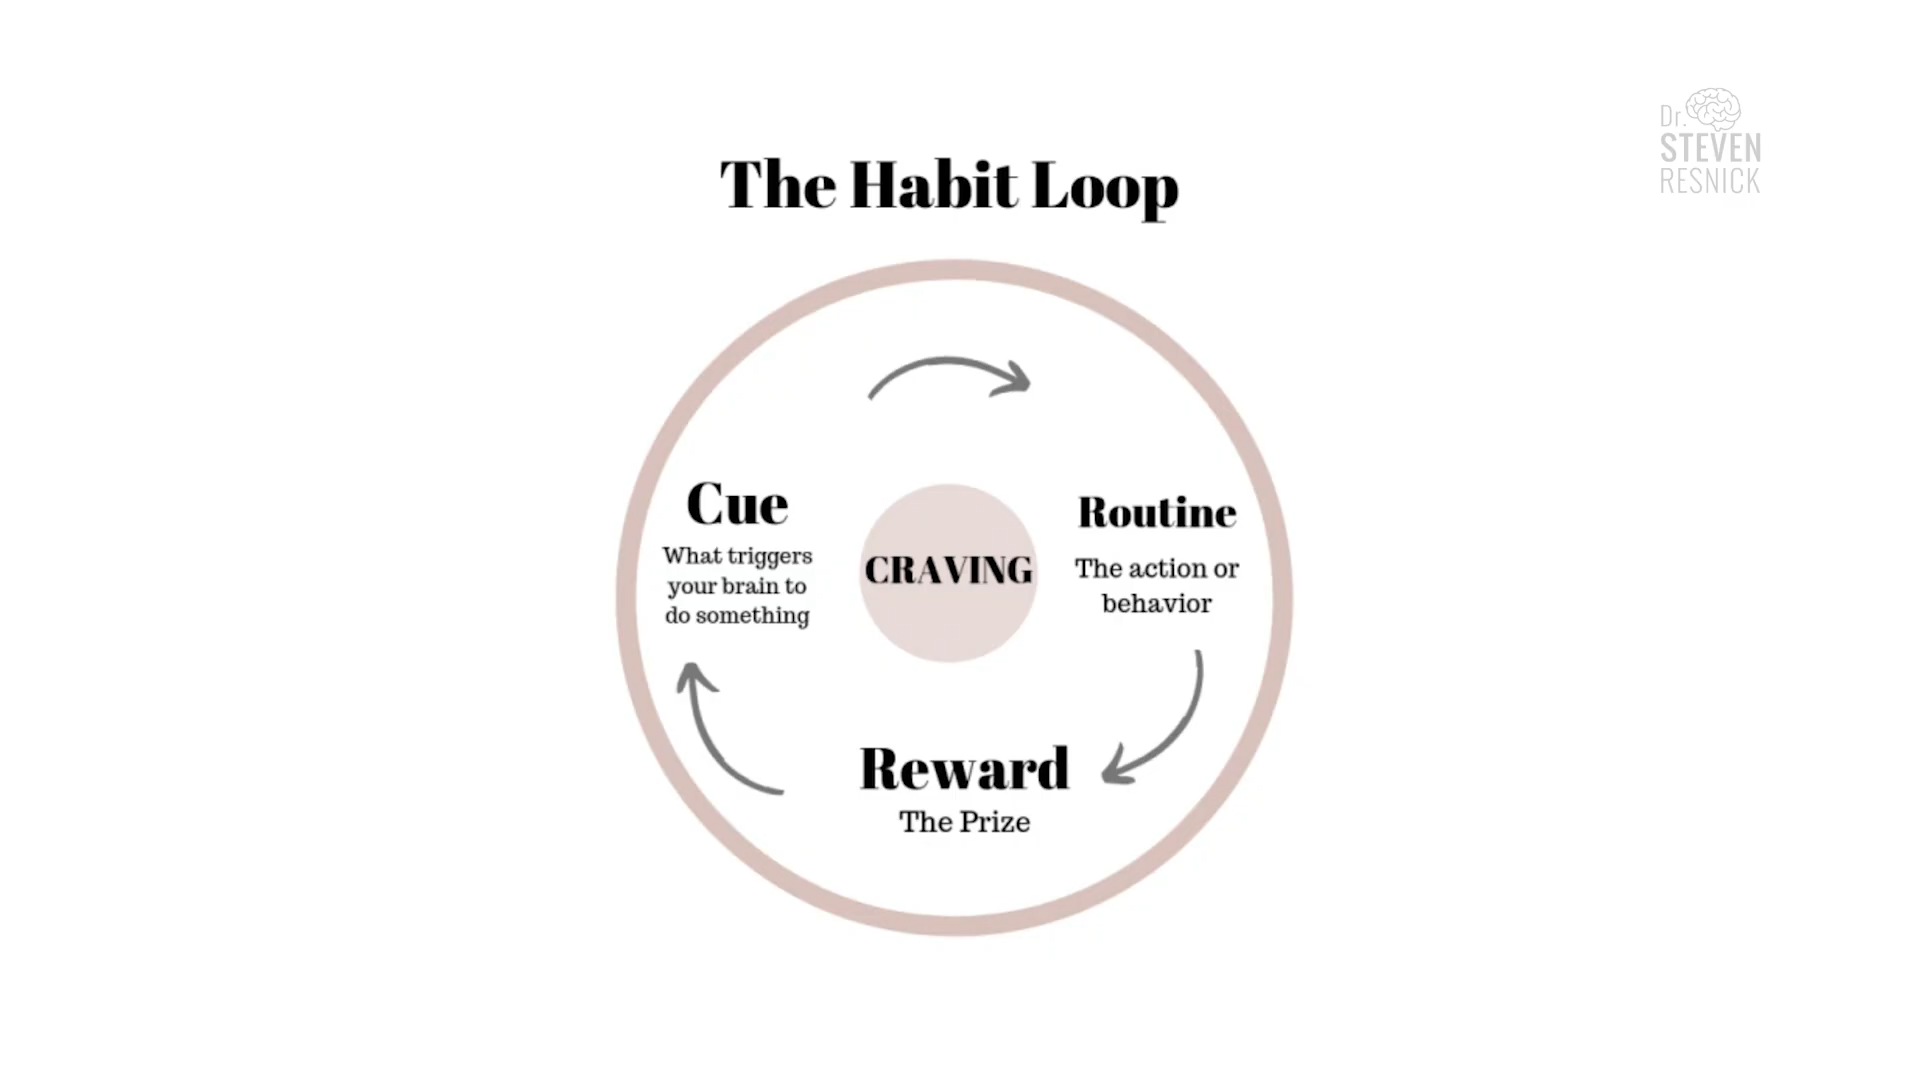 Dr.
STEVEN
RESNICK
The Habit Loop
Cue
What triggers
your brain to
do something
CRAVING
Routine
The action or
behavior
Reward
The Prize